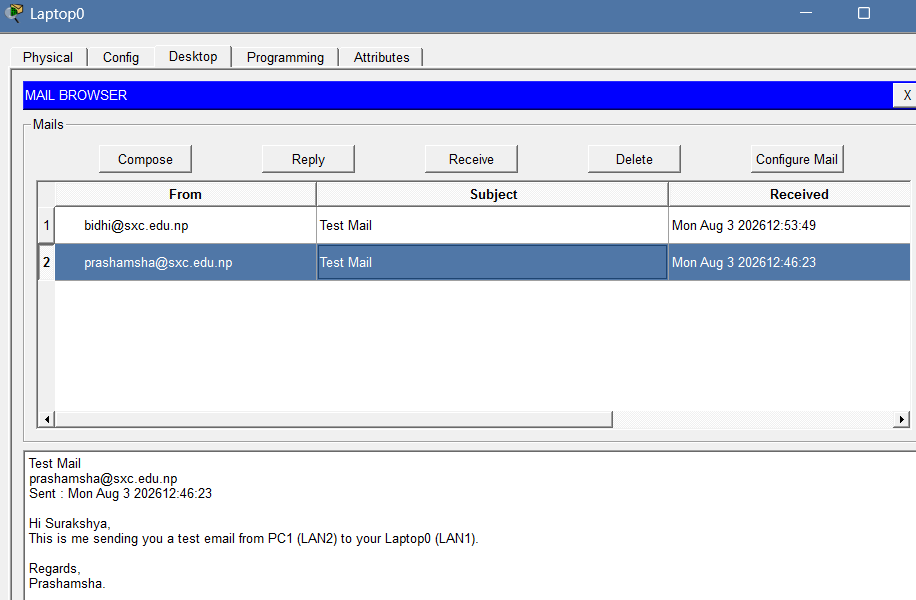 Laptop0
Physical Config Desktop Programming Attributes
MAIL BROWSER X
Mails
Compose Reply Receive Delete Configure Mail
From Subject Received
1 bidhi@sxc.edu.np Test Mail Mon Aug 3 202612:53:49
2 prashamsha@sxc.edu.np Test Mail Mon Aug 3 202612:46:23
Test Mail
prashamsha@sxc.edu.np
Sent : Mon Aug 3 202612:46:23
Hi Surakshya,
This is me sending you a test email from PC1 (LAN2) to your Laptop0 (LAN1).
Regards,
Prashamsha.